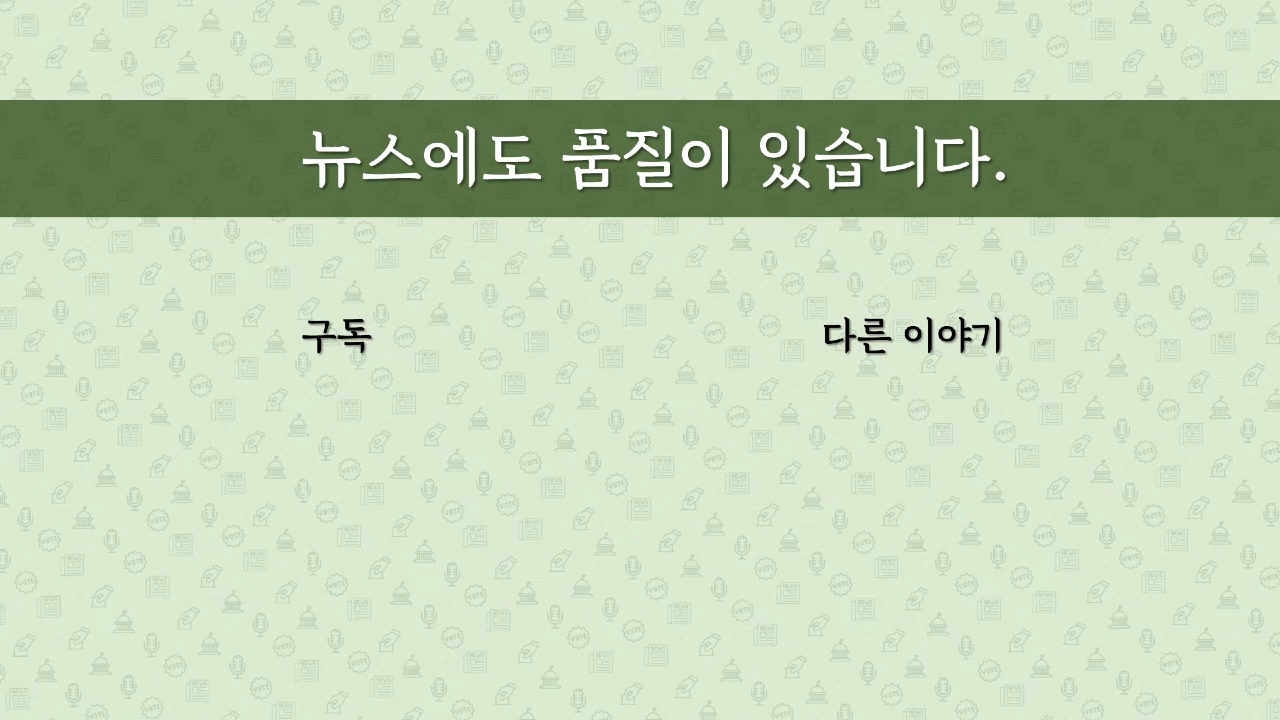 뉴스에도 품질이 있습니다.
구독
다른 이야기